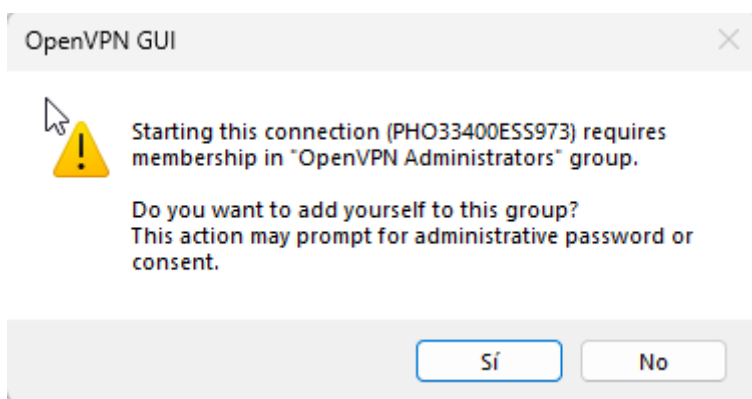 OpenVPN GUI
Starting this connection (PHO33400ESS973) requires
membership in "OpenVPN Administrators" group.
Do you want to add yourself to this group?
This action may prompt for administrative password or
consent.
Sí
No